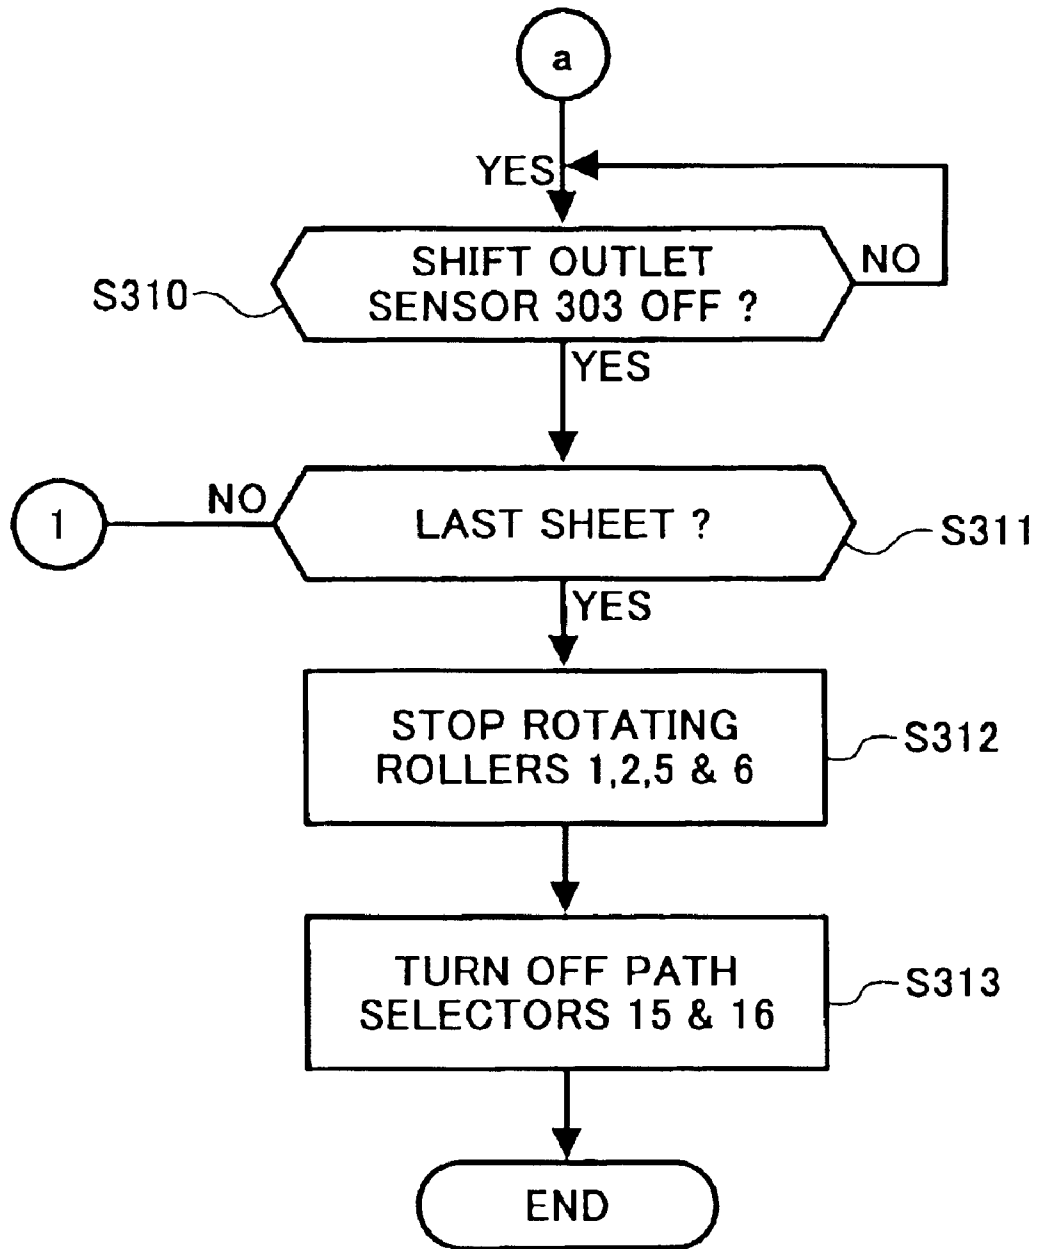 a
YES
SHIFT OUTLET
SENSOR 303 OFF ?
NO
S310
YES
1
NO
LAST SHEET ?
S311
YES
STOP ROTATING
ROLLERS 1,2,5 & 6
S312
TURN OFF PATH
SELECTORS 15 & 16
S313
END